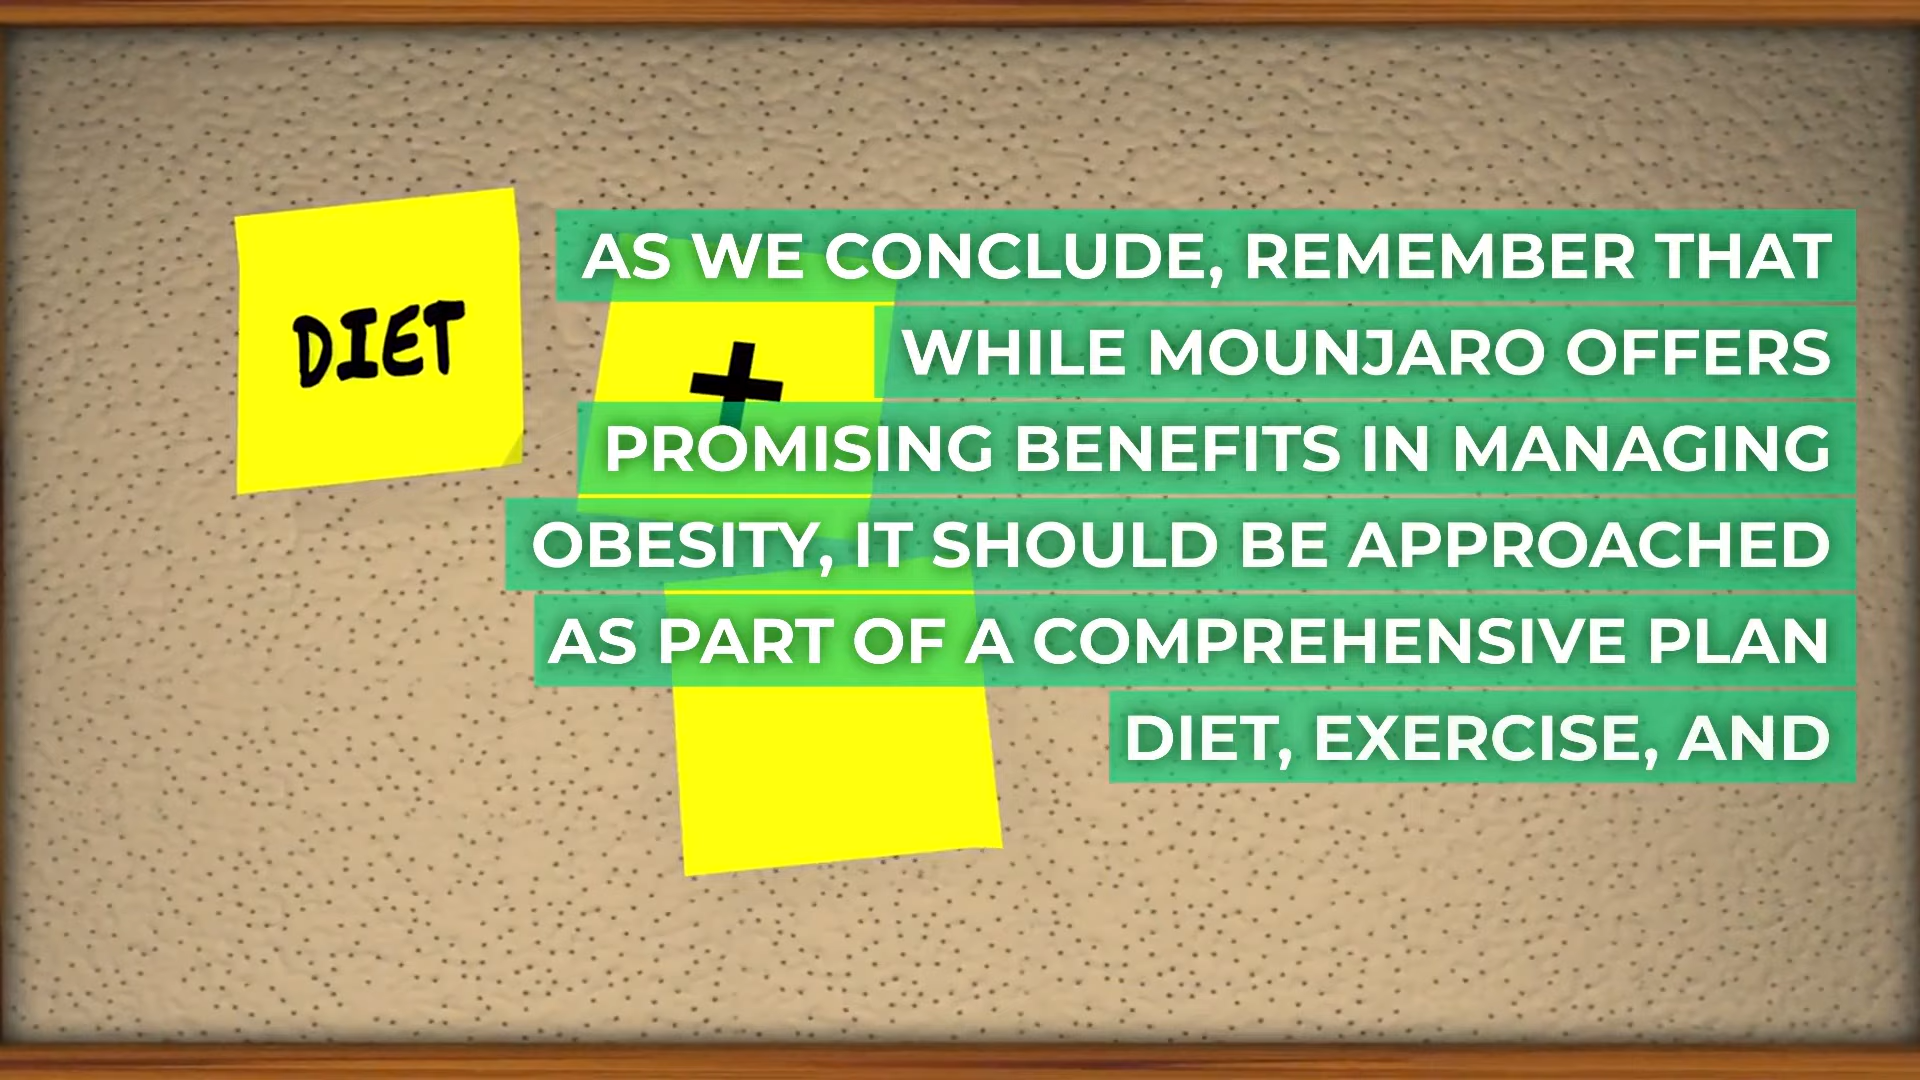 DIET
+
AS WE CONCLUDE, REMEMBER THAT
WHILE MOUNJARO OFFERS
PROMISING BENEFITS IN MANAGING
OBESITY, IT SHOULD BE APPROACHED
AS PART OF A COMPREHENSIVE PLAN
DIET, EXERCISE, AND